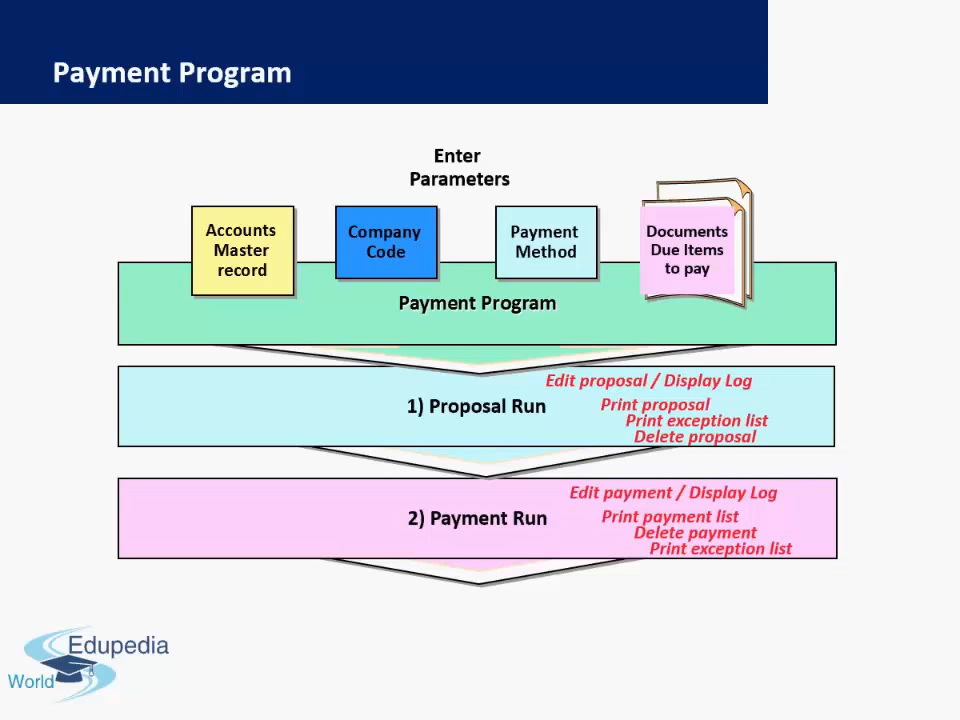 Payment Program
Enter
Parameters
Accounts
Master
record
Company
Code
Payment
Method
Documents
Due Items
to pay
Payment Program
Edit proposal / Display Log
1) Proposal Run
Print proposal
Print exception list
Delete proposal
Edit payment / Display Log
2) Payment Run
Print payment list
Delete payment
Print exception list
Edupedia
World